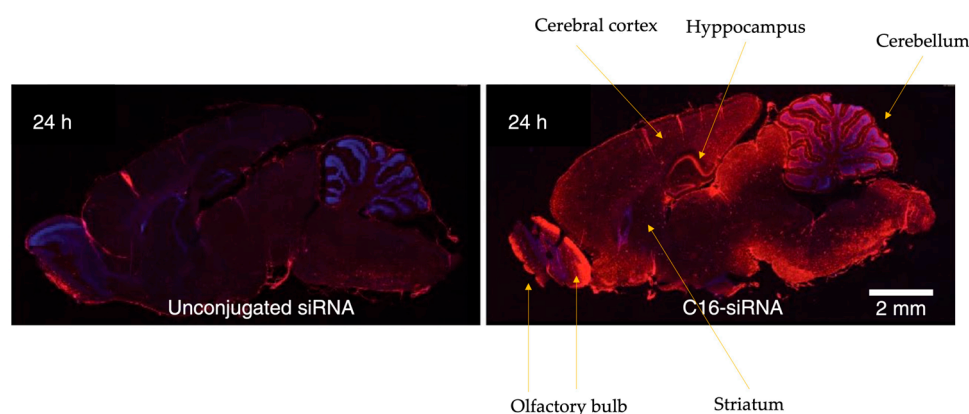 Cerebral cortex
Hyppocampus
Cerebellum
24 h
24 h
Unconjugated siRNA
C16-siRNA
2 mm
Olfactory bulb
Striatum